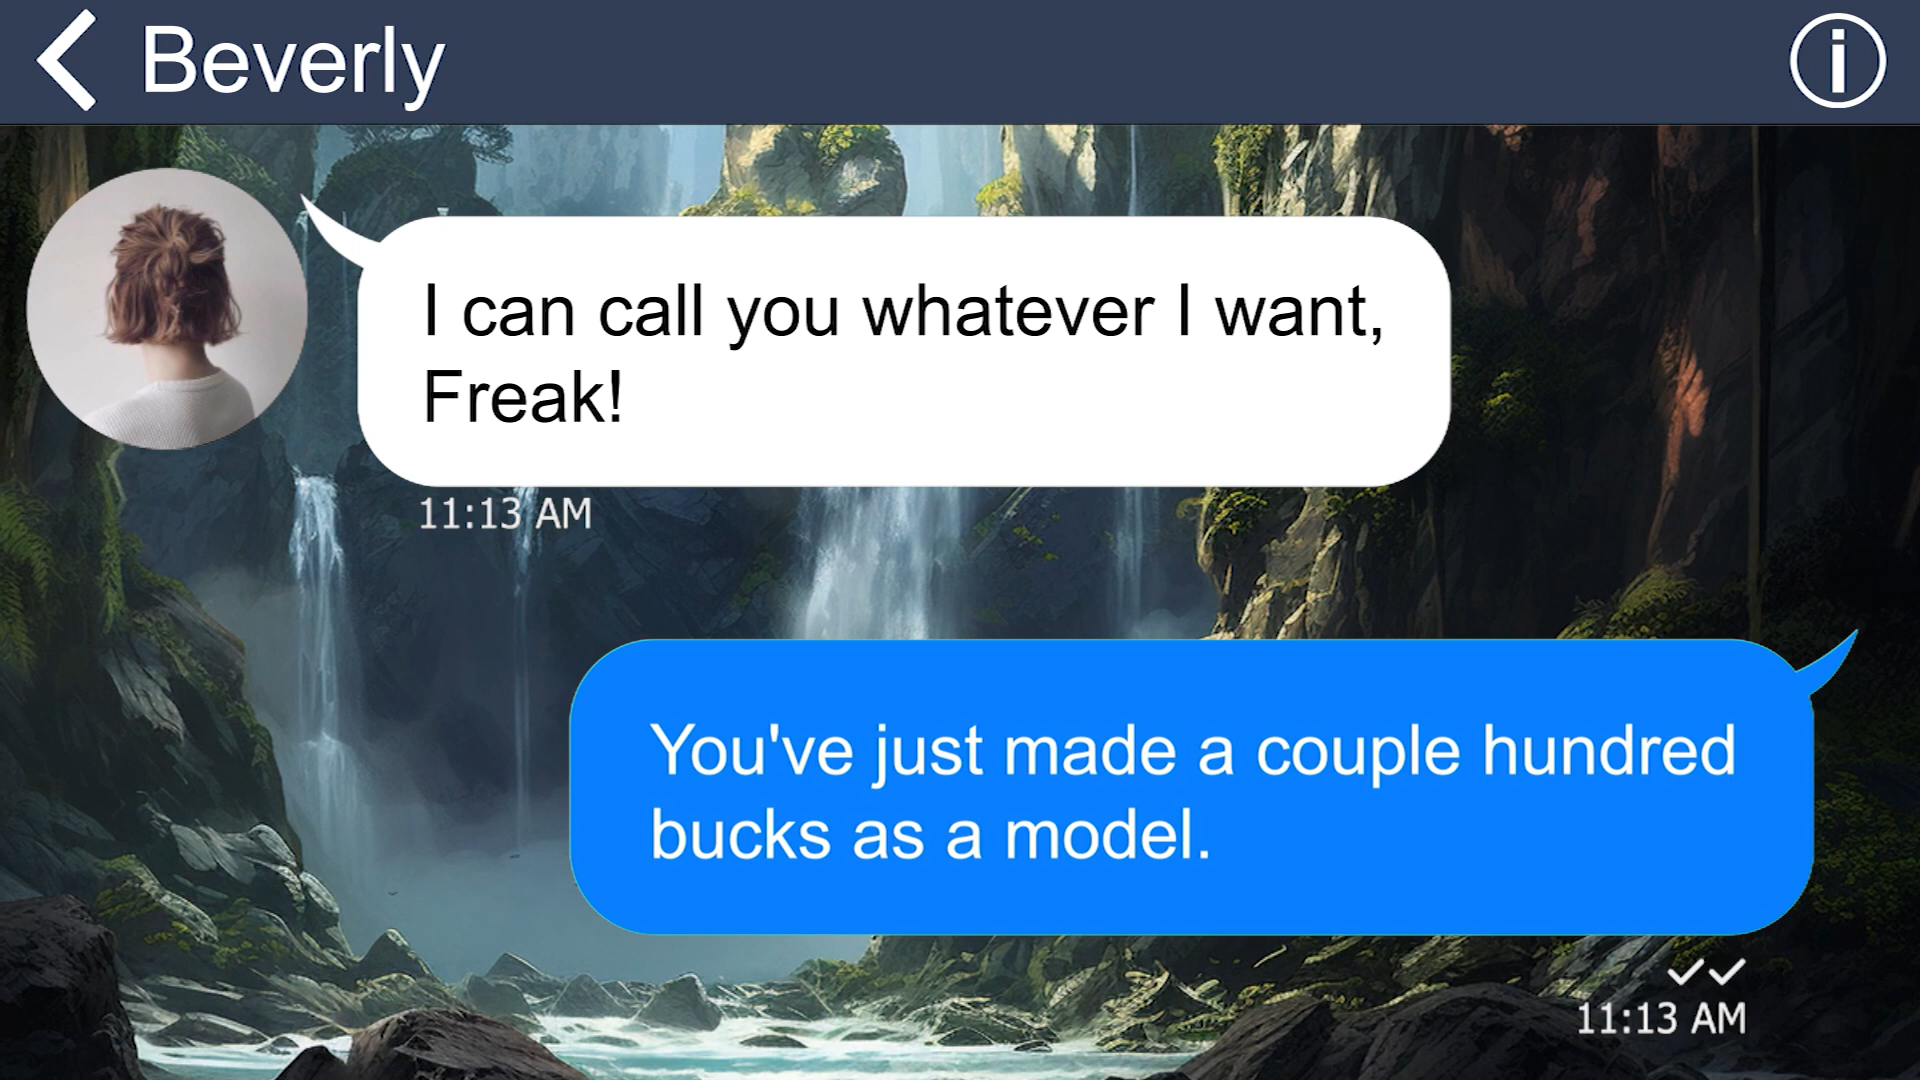 Beverly
I can call you whatever I want,
Freak!
11:13 AM
You've just made a couple hundred
bucks as a model.
11:13 AM